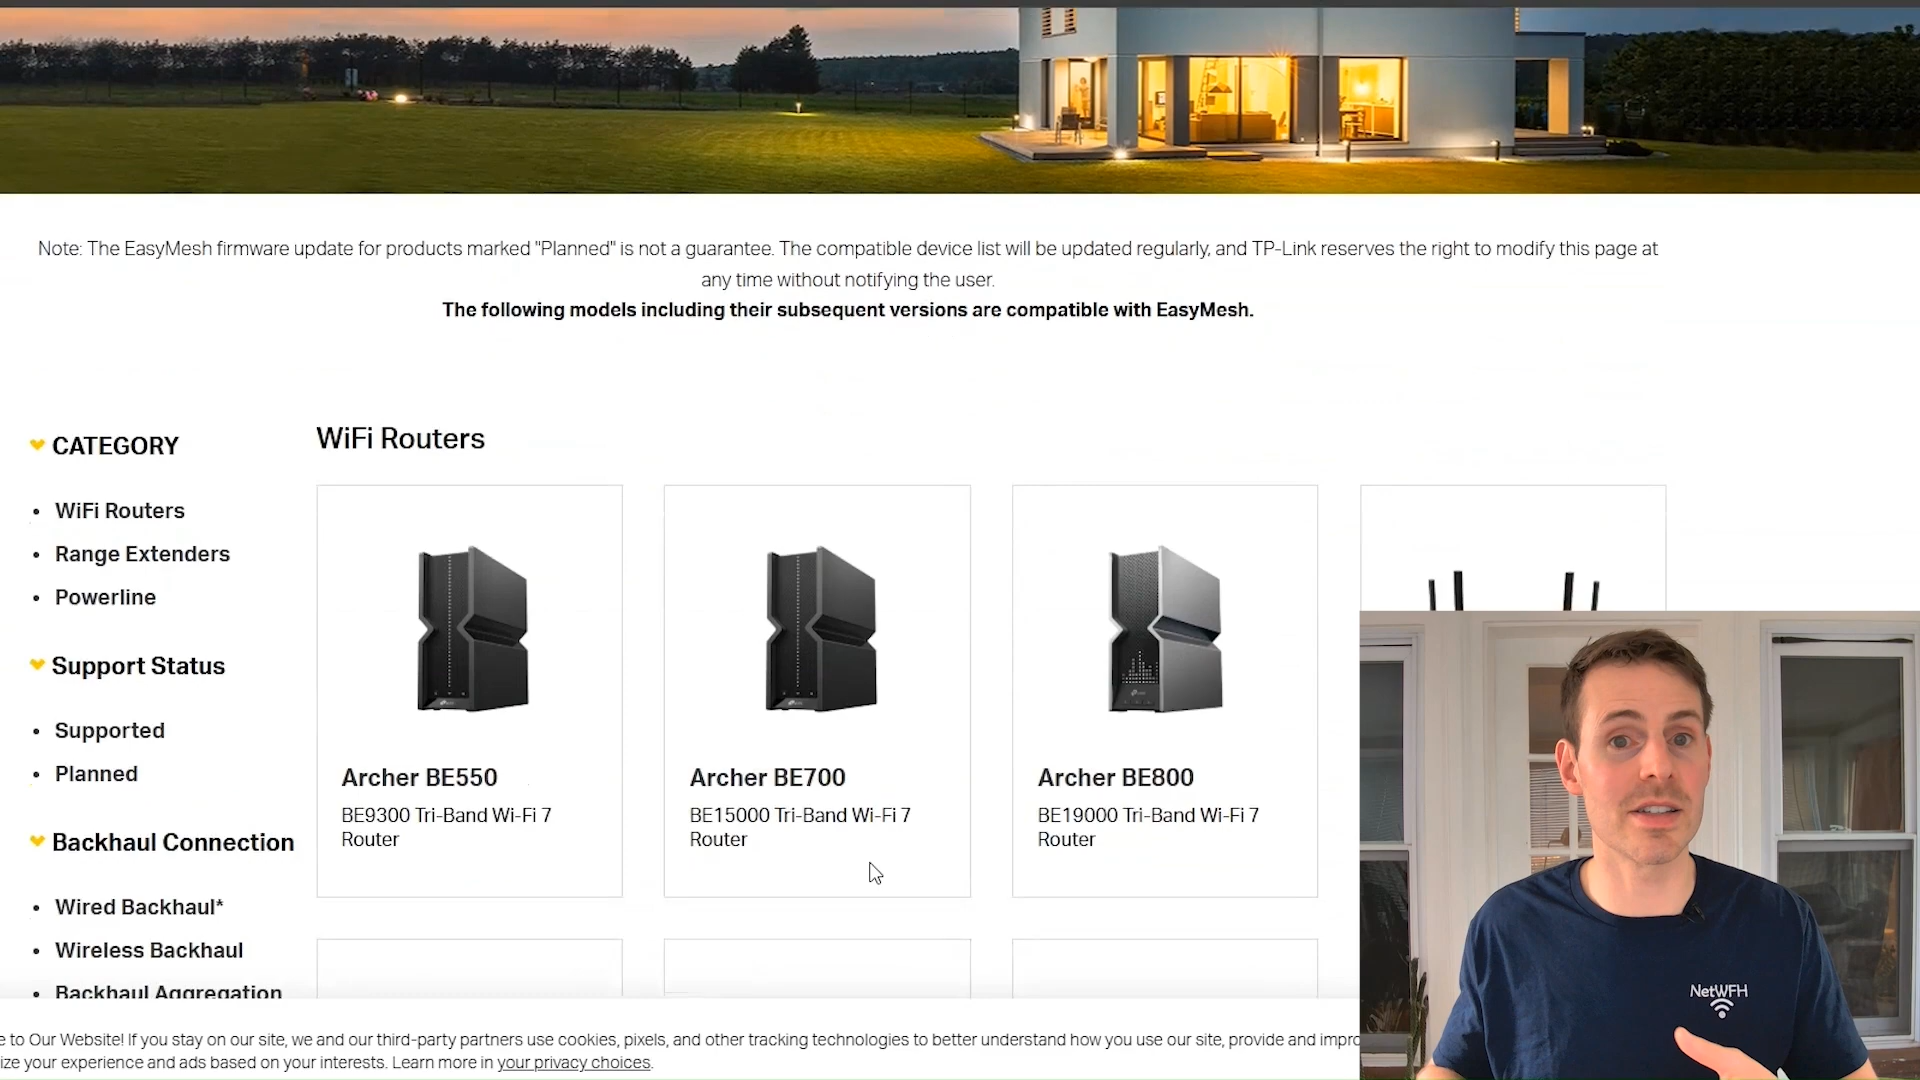 Note: The EasyMesh firmware update for products marked "Planned" is not a guarantee. The compatible device list will be updated regularly, and TP-Link reserves the right to modify this page at
any time without notifying the user.
The following models including their subsequent versions are compatible with EasyMesh.
CATEGORY
WiFi Routers
Range Extenders
Powerline
Support Status
Supported
Planned
Backhaul Connection
Wired Backhaul*
Wireless Backhaul
Backhaul Aggregation
WiFi Routers
Archer BE550
BE9300 Tri-Band Wi-Fi 7
Router
Archer BE700
BE15000 Tri-Band Wi-Fi 7
Router
Archer BE800
BE19000 Tri-Band Wi-Fi 7
Router
NetWFH
e to Our Website! If you stay on our site, we and our third-party partners use cookies, pixels, and other tracking technologies to better understand how you use our site, provide and impro
ize your experience and ads based on your interests. Learn more in your privacy choices.